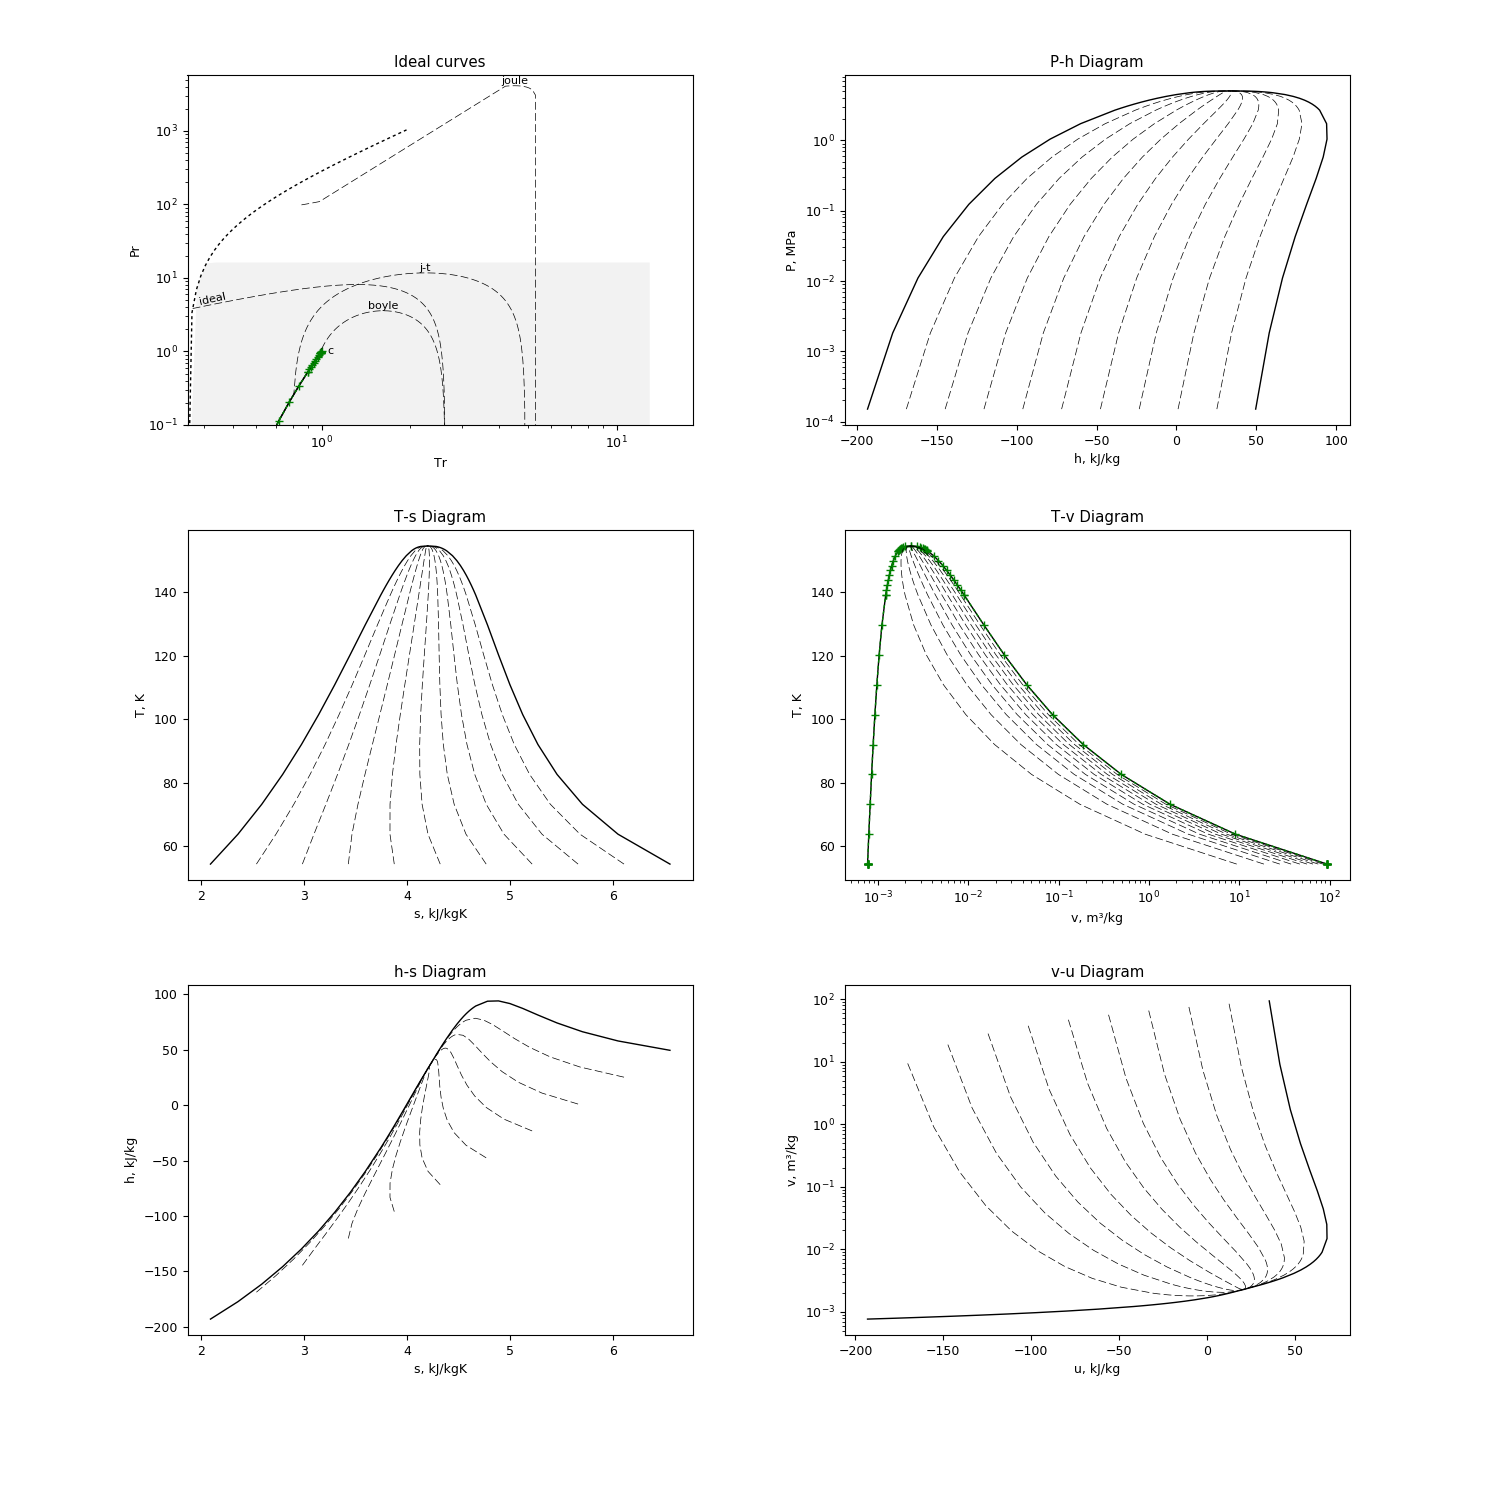 Ideal curves
Pr
10³
10²
10¹
10⁰
10⁻¹
joule
j-t
ideal
boyle
c
10⁰ 10¹
Tr
P-h Diagram
P, MPa
10⁰
10⁻¹
10⁻²
10⁻³
10⁻⁴
−200 −150 −100 −50 0 50 100
h, kJ/kg
T-s Diagram
T, K
140
120
100
80
60
2 3 4 5 6
s, kJ/kgK
T-v Diagram
T, K
140
120
100
80
60
10⁻³ 10⁻² 10⁻¹ 10⁰ 10¹ 10²
v, m³/kg
h-s Diagram
h, kJ/kg
100
50
0
−50
−100
−150
−200
2 3 4 5 6
s, kJ/kgK
v-u Diagram
v, m³/kg
10²
10¹
10⁰
10⁻¹
10⁻²
10⁻³
−200 −150 −100 −50 0 50
u, kJ/kg